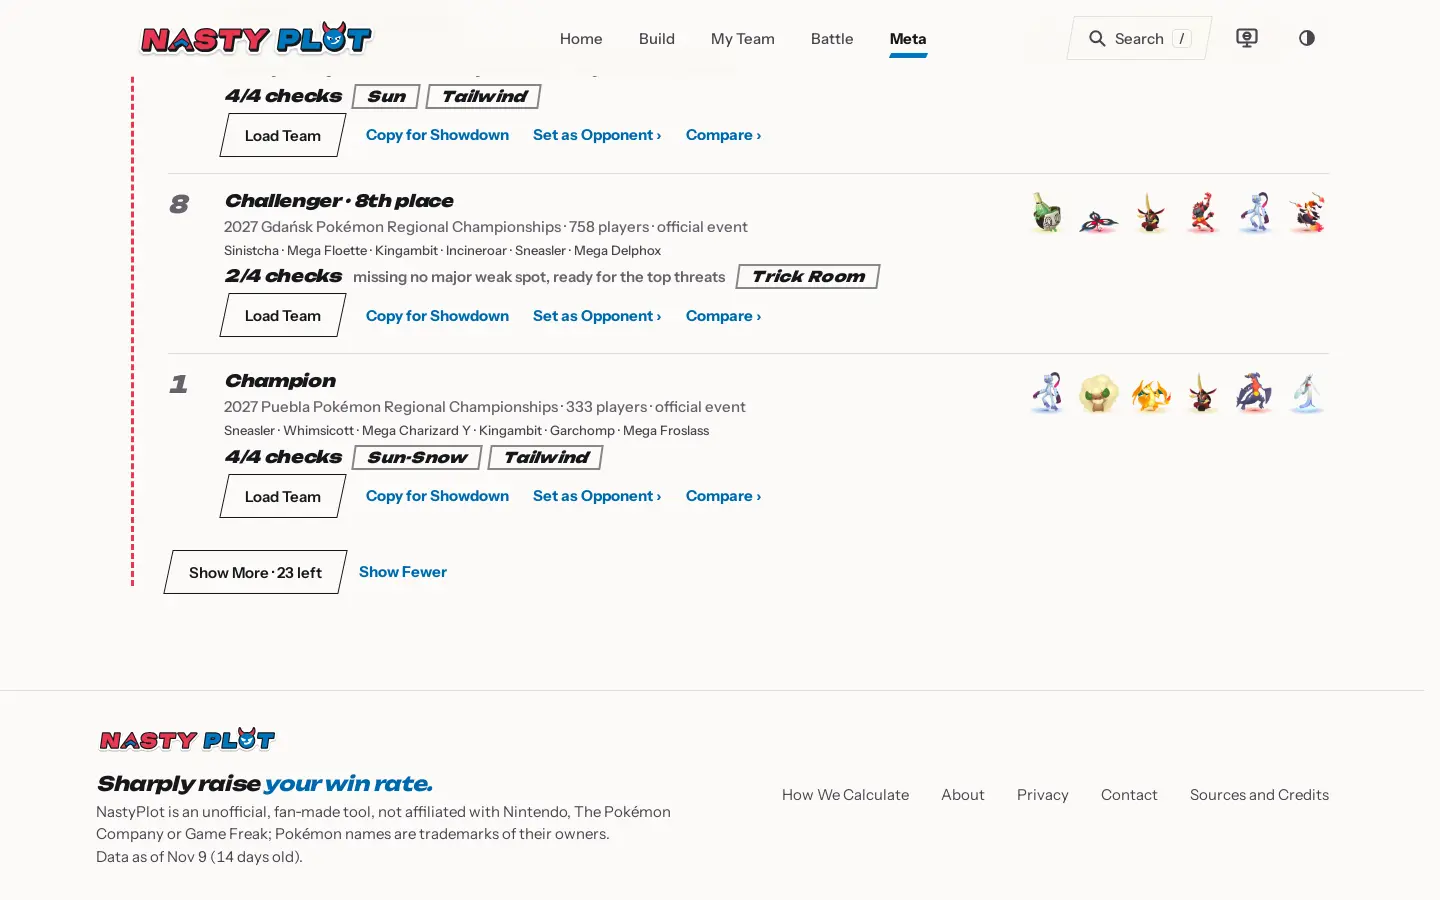 NASTY PLOT
Home Build My Team Battle Meta
Search /
4/4 checks Sun Tailwind
Load Team Copy for Showdown Set as Opponent › Compare ›
8 Challenger · 8th place
2027 Gdańsk Pokémon Regional Championships · 758 players · official event
Sinistcha · Mega Floette · Kingambit · Incineroar · Sneasler · Mega Delphox
2/4 checks missing no major weak spot, ready for the top threats Trick Room
Load Team Copy for Showdown Set as Opponent › Compare ›
1 Champion
2027 Puebla Pokémon Regional Championships · 333 players · official event
Sneasler · Whimsicott · Mega Charizard Y · Kingambit · Garchomp · Mega Froslass
4/4 checks Sun-Snow Tailwind
Load Team Copy for Showdown Set as Opponent › Compare ›
Show More · 23 left Show Fewer
NASTY PLOT
Sharply raise your win rate.
NastyPlot is an unofficial, fan-made tool, not affiliated with Nintendo, The Pokémon
Company or Game Freak; Pokémon names are trademarks of their owners.
Data as of Nov 9 (14 days old).
How We Calculate About Privacy Contact Sources and Credits